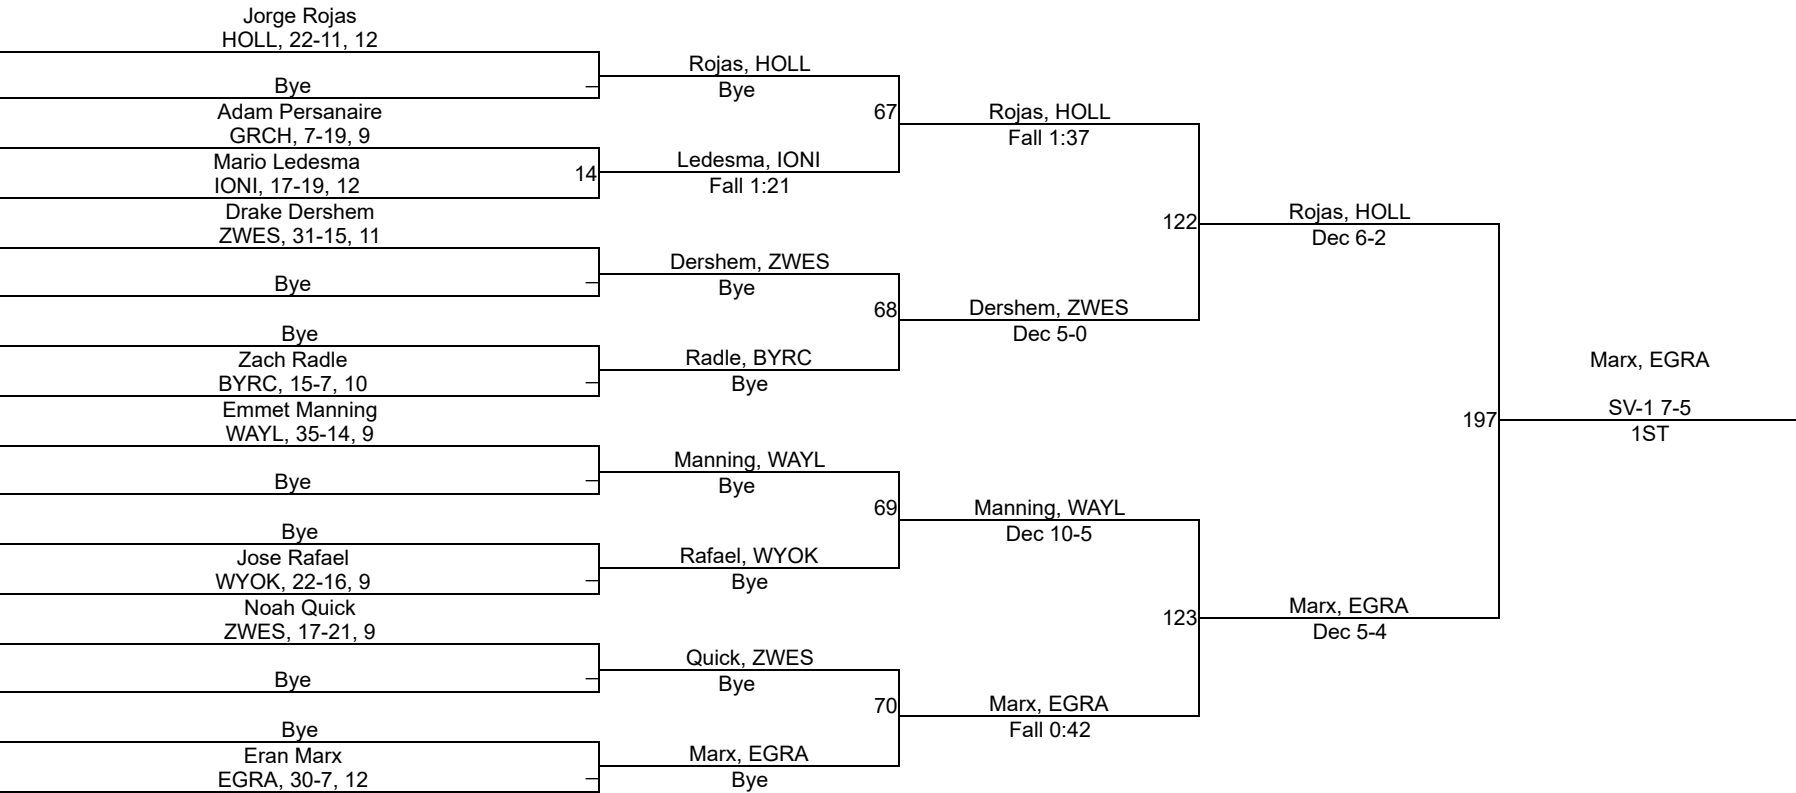 Jorge Rojas
HOLL, 22-11, 12
Bye
Adam Persanaire
GRCH, 7-19, 9
Mario Ledesma
IONI, 17-19, 12
14
Drake Dershem
ZWES, 31-15, 11
Bye
Bye
Zach Radle
BYRC, 15-7, 10
Emmet Manning
WAYL, 35-14, 9
Bye
Bye
Jose Rafael
WYOK, 22-16, 9
Noah Quick
ZWES, 17-21, 9
Bye
Bye
Eran Marx
EGRA, 30-7, 12
Rojas, HOLL
Bye
67
Ledesma, IONI
Fall 1:21
Dershem, ZWES
Bye
68
Radle, BYRC
Bye
Manning, WAYL
Bye
69
Rafael, WYOK
Bye
Quick, ZWES
Bye
70
Marx, EGRA
Bye
Rojas, HOLL
Fall 1:37
122
Dershem, ZWES
Dec 5-0
Manning, WAYL
Dec 10-5
123
Marx, EGRA
Fall 0:42
Rojas, HOLL
Dec 6-2
197
Marx, EGRA
Dec 5-4
Marx, EGRA
SV-1 7-5
1ST